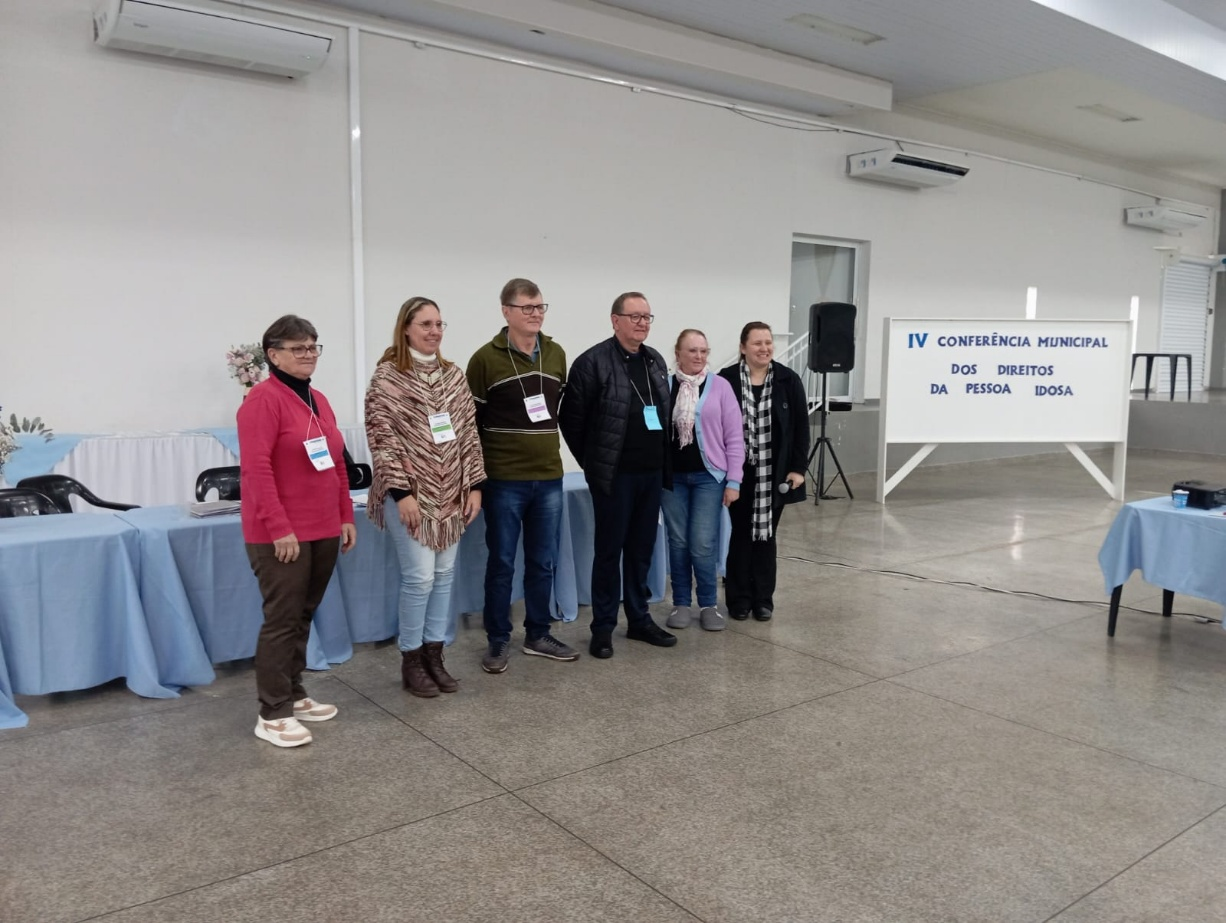 IV CONFERÊNCIA MUNICIPAL
DOS DIREITOS
DA PESSOA IDOSA